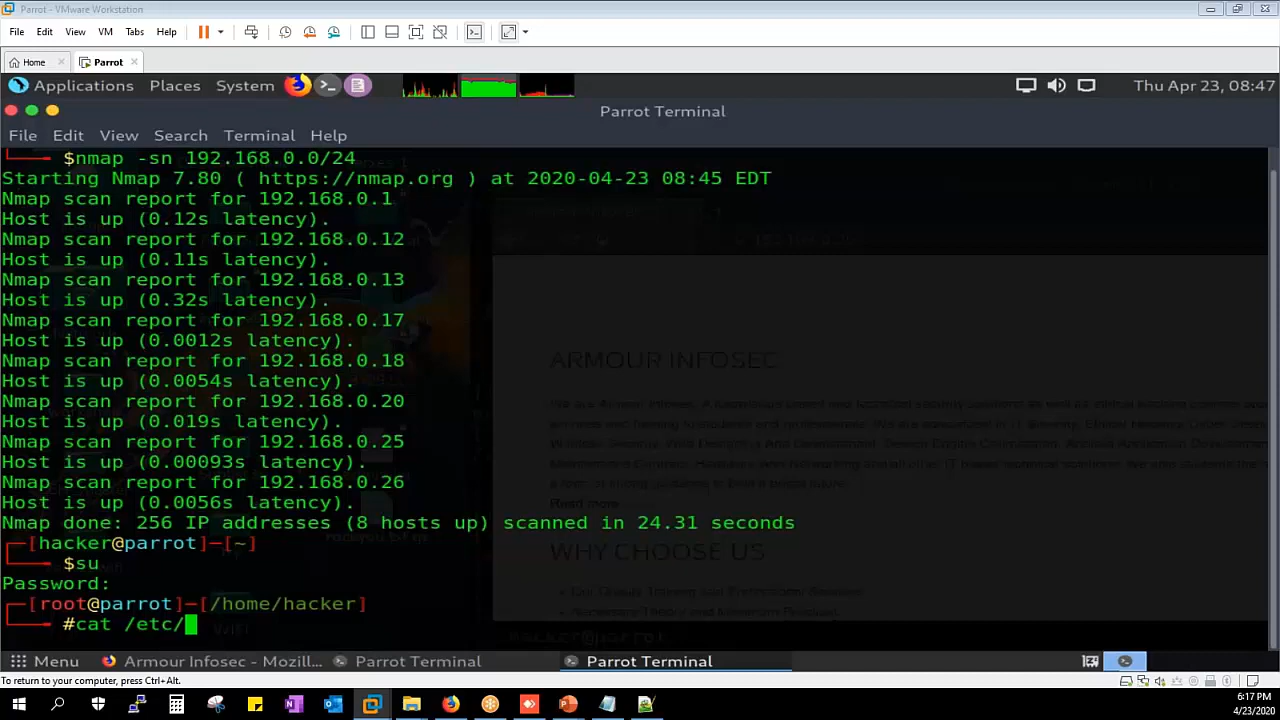 Parrot - VMware Workstation
File Edit View VM Tabs Help
Home Parrot
Applications Places System Thu Apr 23, 08:47
Parrot Terminal
File Edit View Search Terminal Help
$nmap -sn 192.168.0.0/24
Starting Nmap 7.80 ( https://nmap.org ) at 2020-04-23 08:45 EDT
Nmap scan report for 192.168.0.1
Host is up (0.12s latency).
Nmap scan report for 192.168.0.12
Host is up (0.11s latency).
Nmap scan report for 192.168.0.13
Host is up (0.32s latency).
Nmap scan report for 192.168.0.17
Host is up (0.0012s latency).
Nmap scan report for 192.168.0.18
Host is up (0.0054s latency).
ARMOUR INFOSEC
Nmap scan report for 192.168.0.20
Host is up (0.019s latency).
Nmap scan report for 192.168.0.25
Host is up (0.00093s latency).
Nmap scan report for 192.168.0.26
Host is up (0.0056s latency).
Read more
Nmap done: 256 IP addresses (8 hosts up) scanned in 24.31 seconds
[hacker@parrot]-[~]
WHY CHOOSE US
$su
Password:
[root@parrot]-[/home/hacker]
#cat /etc/
Menu Armour Infosec - Mozill... Parrot Terminal Parrot Terminal
To return to your computer, press Ctrl+Alt.
6:17 PM
4/23/2020